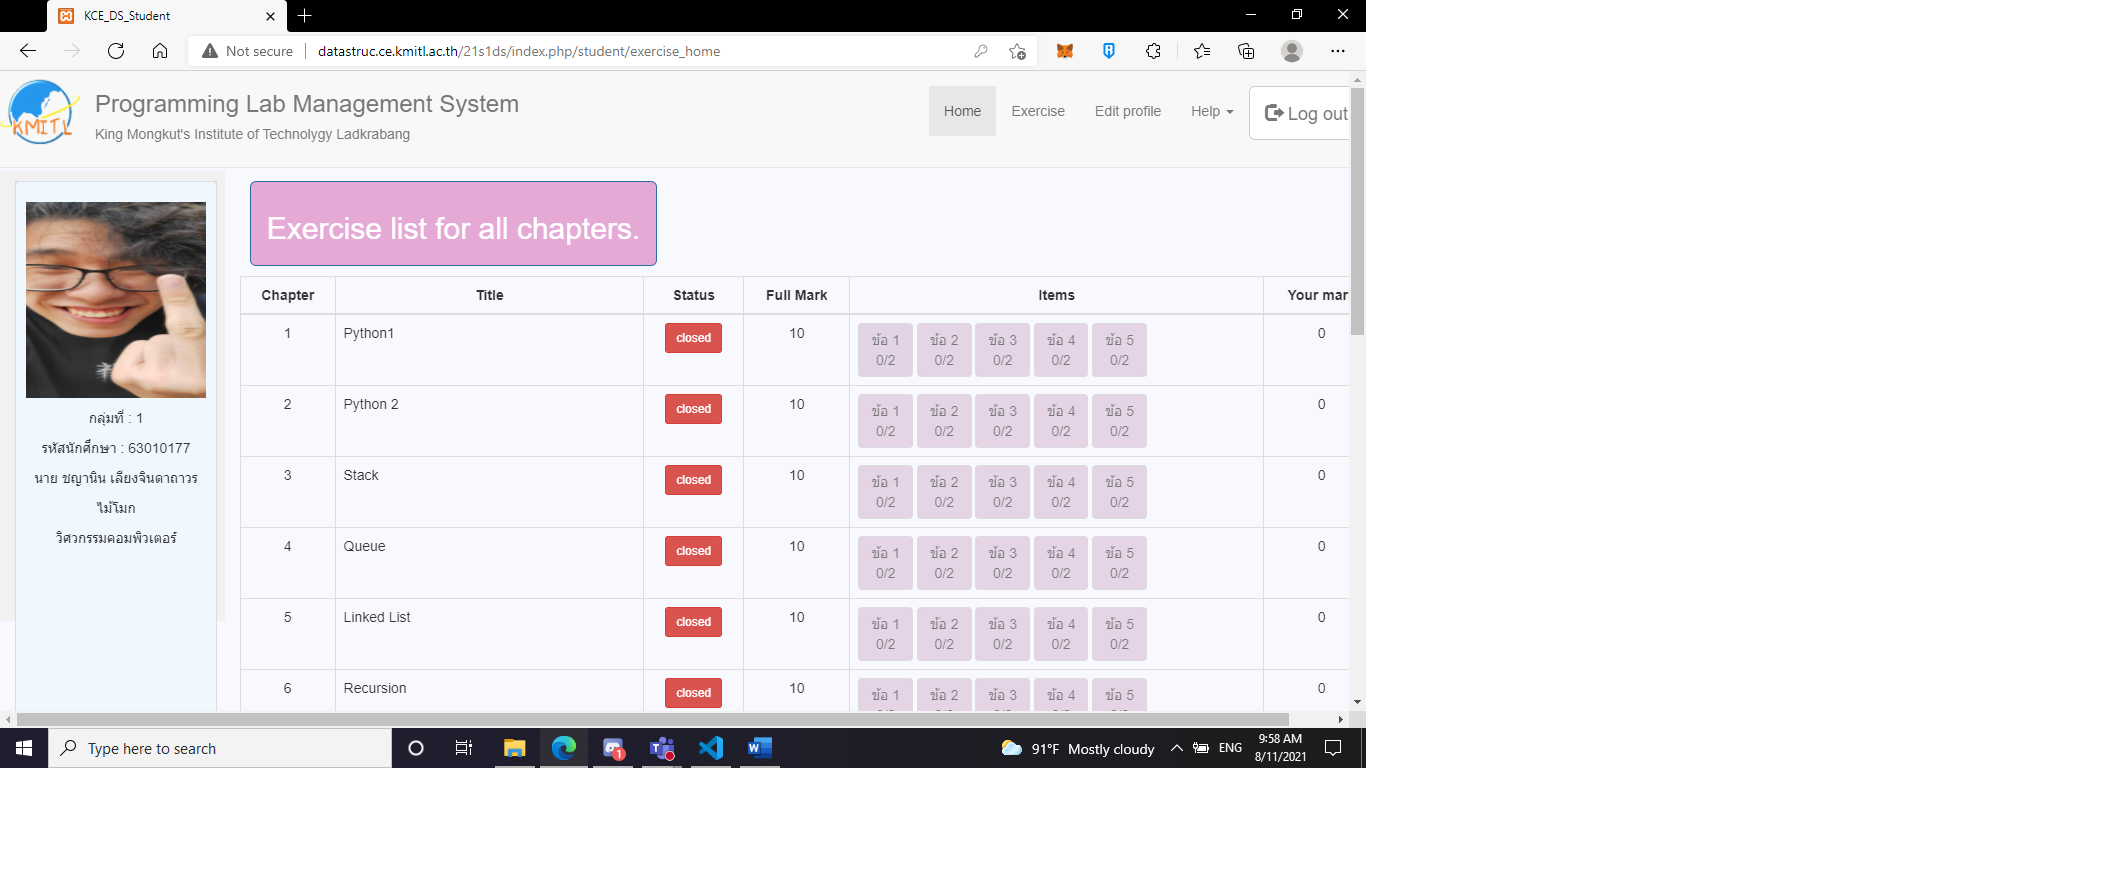 KCE_DS_Student
Not secure
datastruc.ce.kmitl.ac.th/21s1ds/index.php/student/exercise_home
KMITL
Programming Lab Management System
King Mongkut's Institute of Technolygy Ladkrabang
Home Exercise Edit profile Help Log out
Exercise list for all chapters.
กลุ่มที่ : 1
รหัสนักศึกษา : 63010177
นาย ชญานิน เลียงจินดาถาวร
ไม้โมก
วิศวกรรมคอมพิวเตอร์
Chapter Title Status Full Mark Items Your mar
1 Python1 closed 10 ข้อ 1 ข้อ 2 ข้อ 3 ข้อ 4 ข้อ 5 0
0/2 0/2 0/2 0/2 0/2
2 Python 2 closed 10 ข้อ 1 ข้อ 2 ข้อ 3 ข้อ 4 ข้อ 5 0
0/2 0/2 0/2 0/2 0/2
3 Stack closed 10 ข้อ 1 ข้อ 2 ข้อ 3 ข้อ 4 ข้อ 5 0
0/2 0/2 0/2 0/2 0/2
4 Queue closed 10 ข้อ 1 ข้อ 2 ข้อ 3 ข้อ 4 ข้อ 5 0
0/2 0/2 0/2 0/2 0/2
5 Linked List closed 10 ข้อ 1 ข้อ 2 ข้อ 3 ข้อ 4 ข้อ 5 0
0/2 0/2 0/2 0/2 0/2
6 Recursion closed 10 ข้อ 1 ข้อ 2 ข้อ 3 ข้อ 4 ข้อ 5 0
Type here to search
1
91°F Mostly cloudy
ENG
9:58 AM
8/11/2021